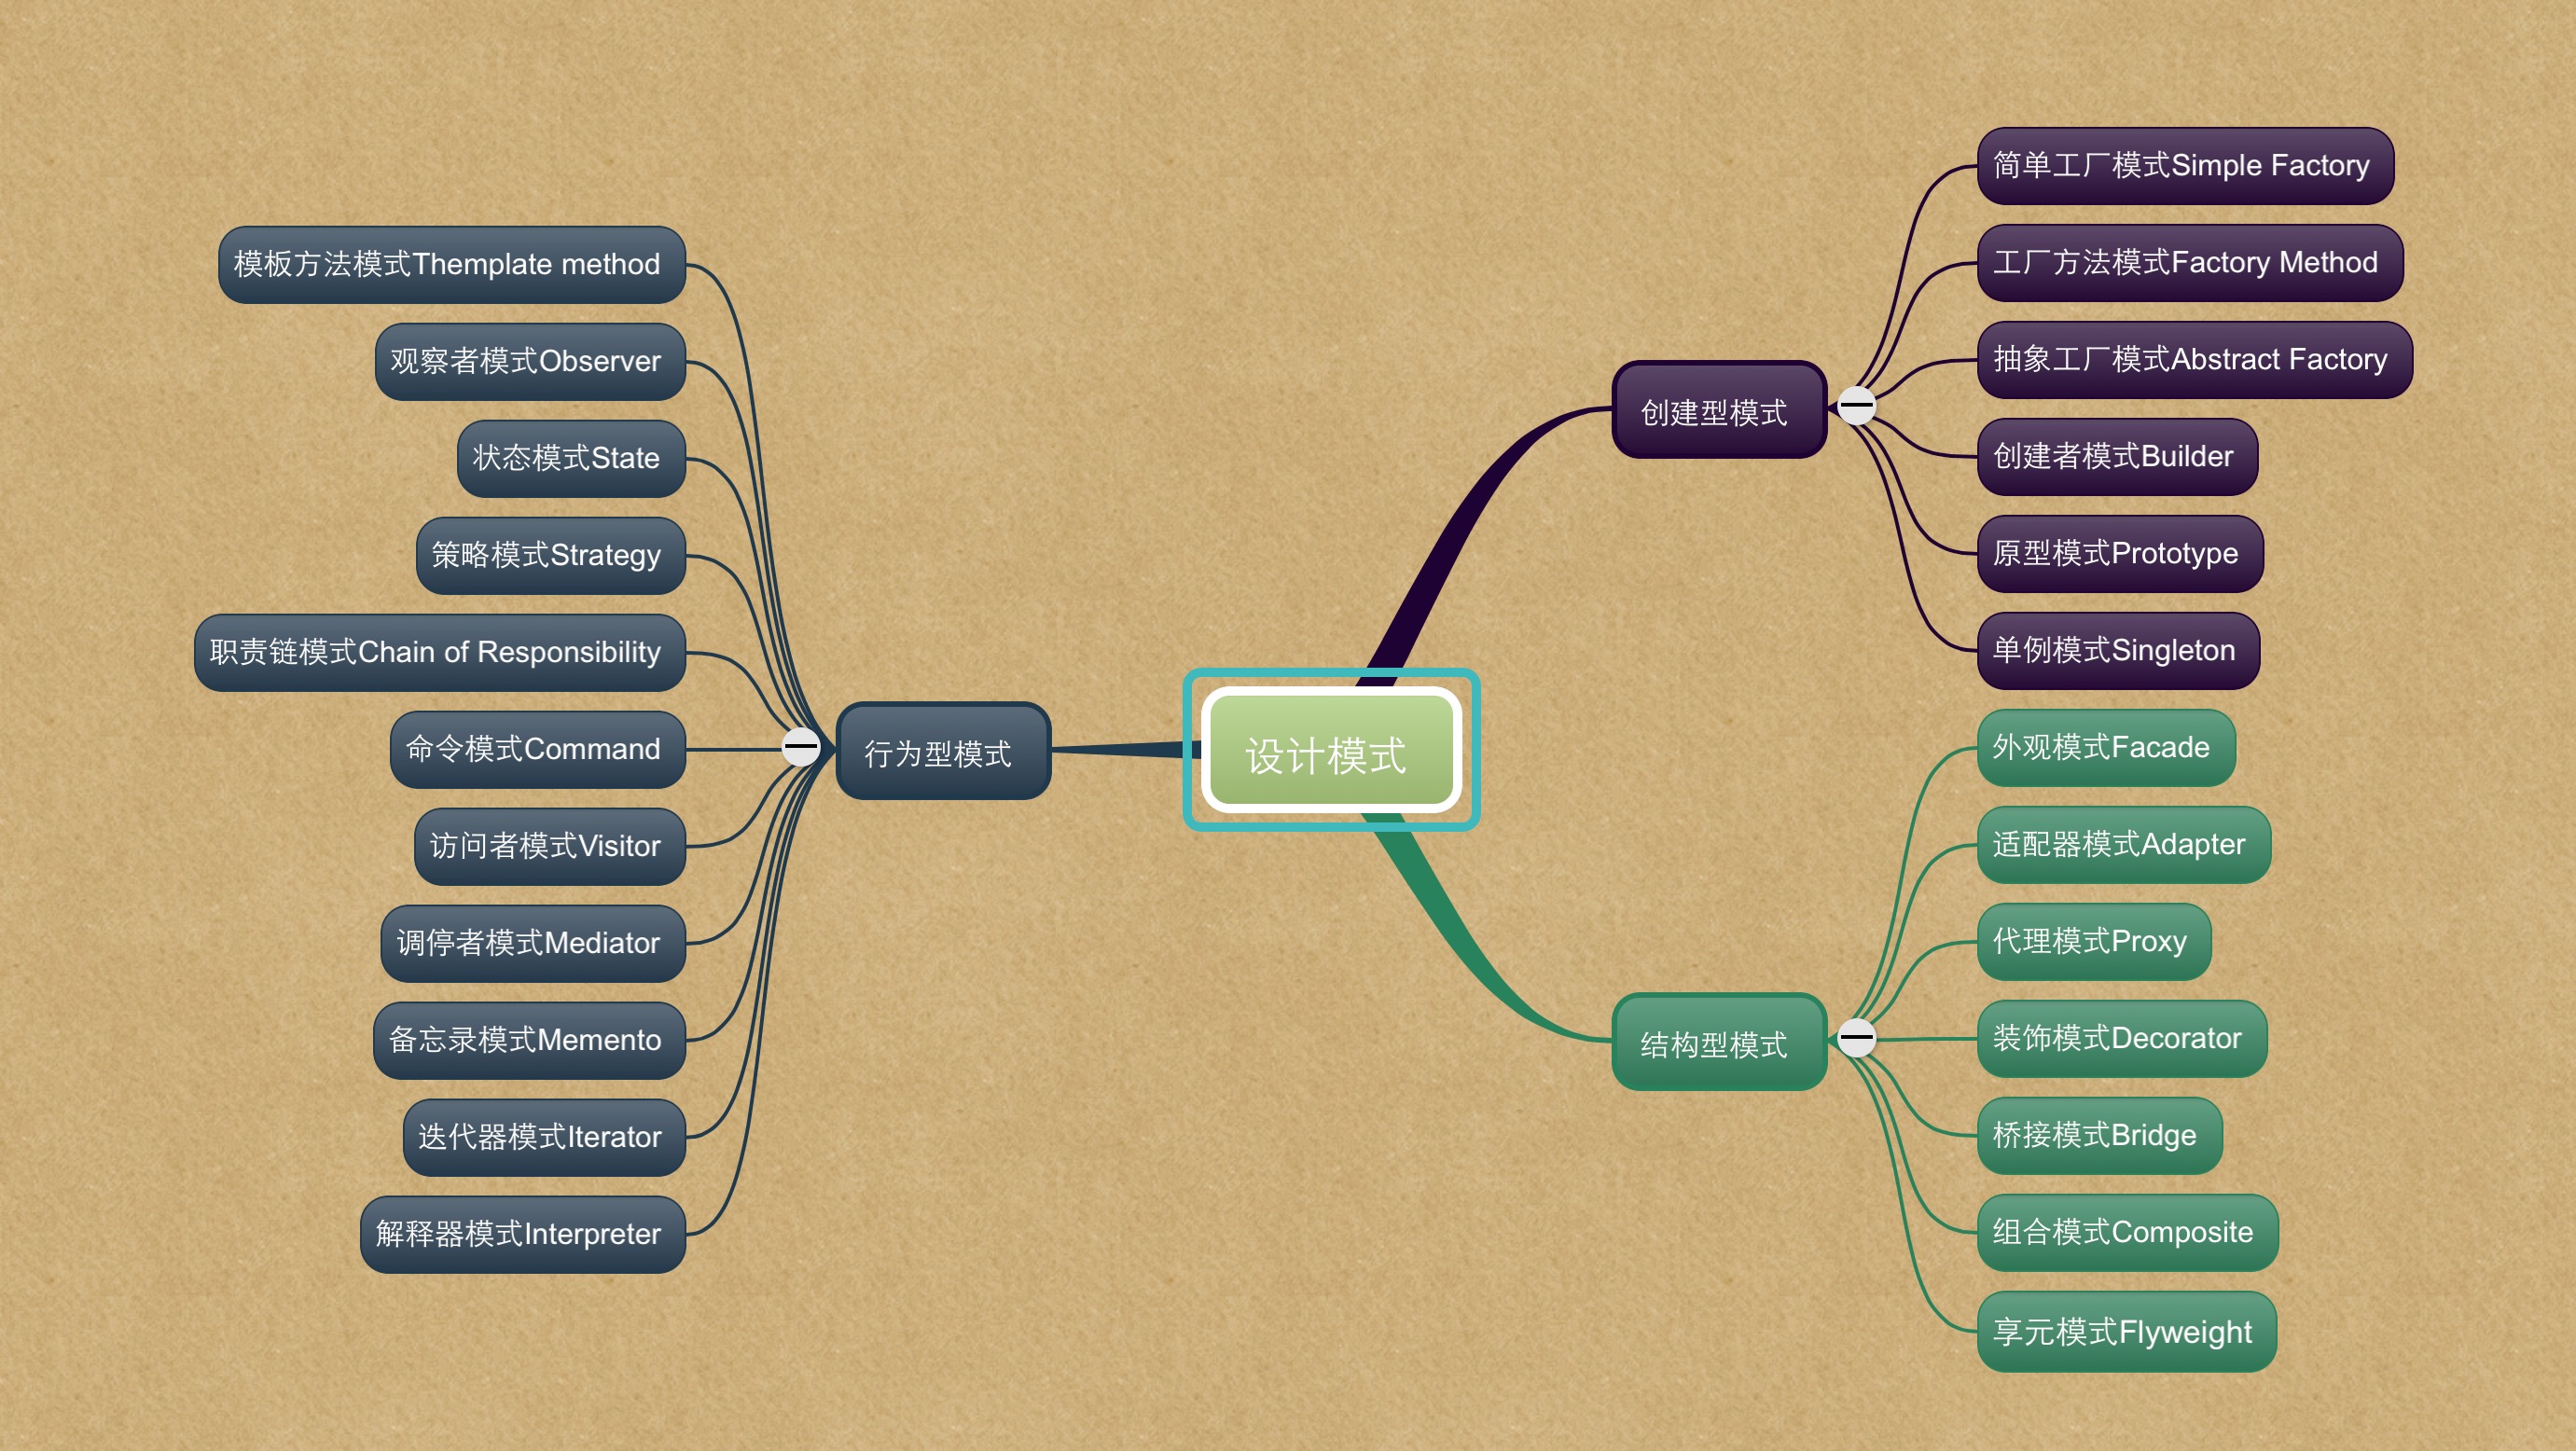 设计模式
创建型模式
简单工厂模式Simple Factory
工厂方法模式Factory Method
抽象工厂模式Abstract Factory
创建者模式Builder
原型模式Prototype
单例模式Singleton
结构型模式
外观模式Facade
适配器模式Adapter
代理模式Proxy
装饰模式Decorator
桥接模式Bridge
组合模式Composite
享元模式Flyweight
行为型模式
模板方法模式Themplate method
观察者模式Observer
状态模式State
策略模式Strategy
职责链模式Chain of Responsibility
命令模式Command
访问者模式Visitor
调停者模式Mediator
备忘录模式Memento
迭代器模式Iterator
解释器模式Interpreter